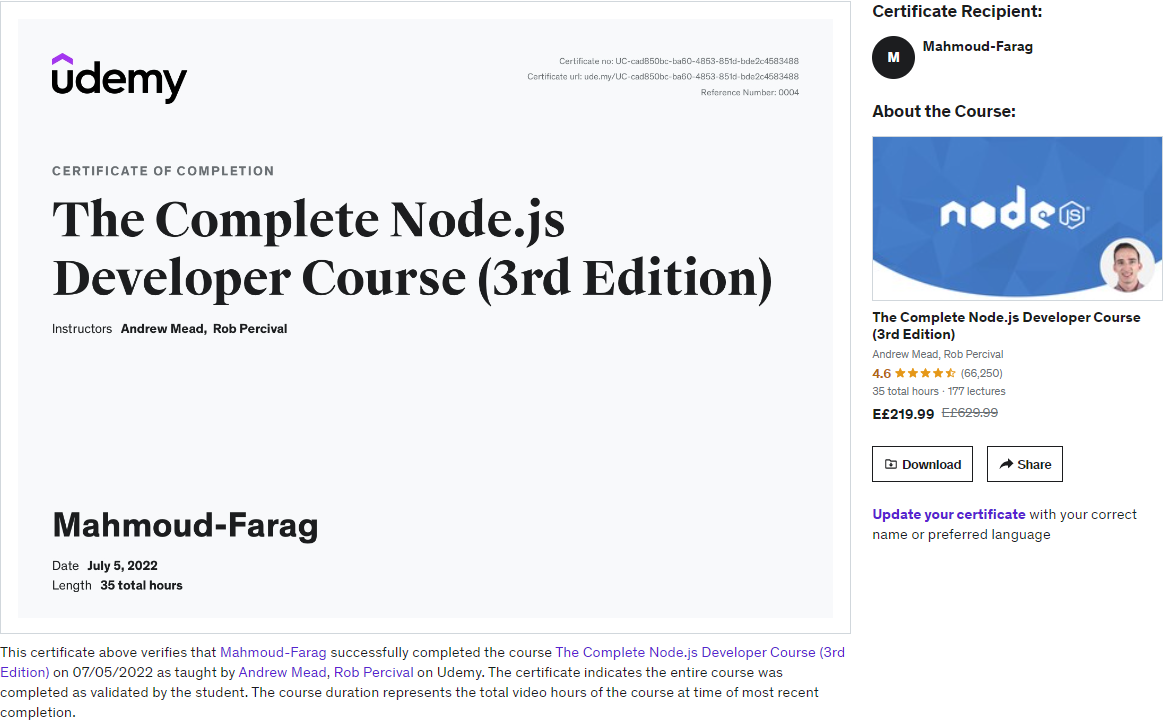 udemy
Certificate no: UC-cad850bc-ba60-4853-851d-bde2c4583488
Certificate url: ude.my/UC-cad850bc-ba60-4853-851d-bde2c4583488
Reference Number: 0004
CERTIFICATE OF COMPLETION
The Complete Node.js
Developer Course (3rd Edition)
Instructors Andrew Mead, Rob Percival
Mahmoud-Farag
Date July 5, 2022
Length 35 total hours
This certificate above verifies that Mahmoud-Farag successfully completed the course The Complete Node.js Developer Course (3rd
Edition) on 07/05/2022 as taught by Andrew Mead, Rob Percival on Udemy. The certificate indicates the entire course was
completed as validated by the student. The course duration represents the total video hours of the course at time of most recent
completion.
Certificate Recipient:
M
Mahmoud-Farag
About the Course:
node JS
The Complete Node.js Developer Course
(3rd Edition)
Andrew Mead, Rob Percival
4.6 (66,250)
35 total hours · 177 lectures
E£219.99 E£629.99
Download
Share
Update your certificate with your correct
name or preferred language